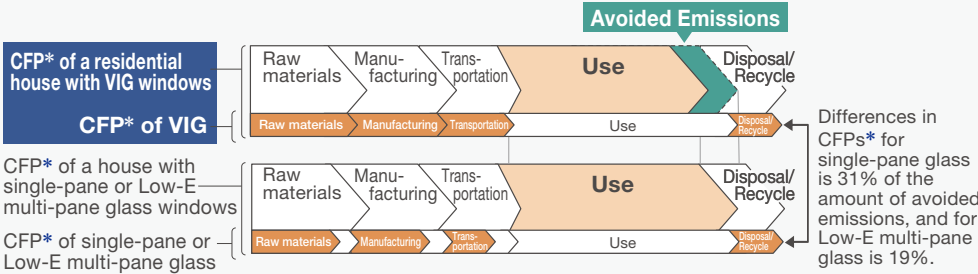 Avoided Emissions
CFP* of a residential
house with VIG windows
Raw
materials
Manu-
facturing
Trans-
portation
Use
Disposal/
Recycle
CFP* of VIG
Raw materials
Manufacturing
Transportation
Use
Disposal/
Recycle
CFP* of a house with
single-pane or Low-E
multi-pane glass windows
Raw
materials
Manu-
facturing
Trans-
portation
Use
Disposal/
Recycle
CFP* of single-pane or
Low-E multi-pane glass
Raw materials
Manufacturing
Trans-
portation
Use
Disposal/
Recycle
Differences in
CFPs* for
single-pane glass
is 31% of the
amount of avoided
emissions, and for
Low-E multi-pane
glass is 19%.